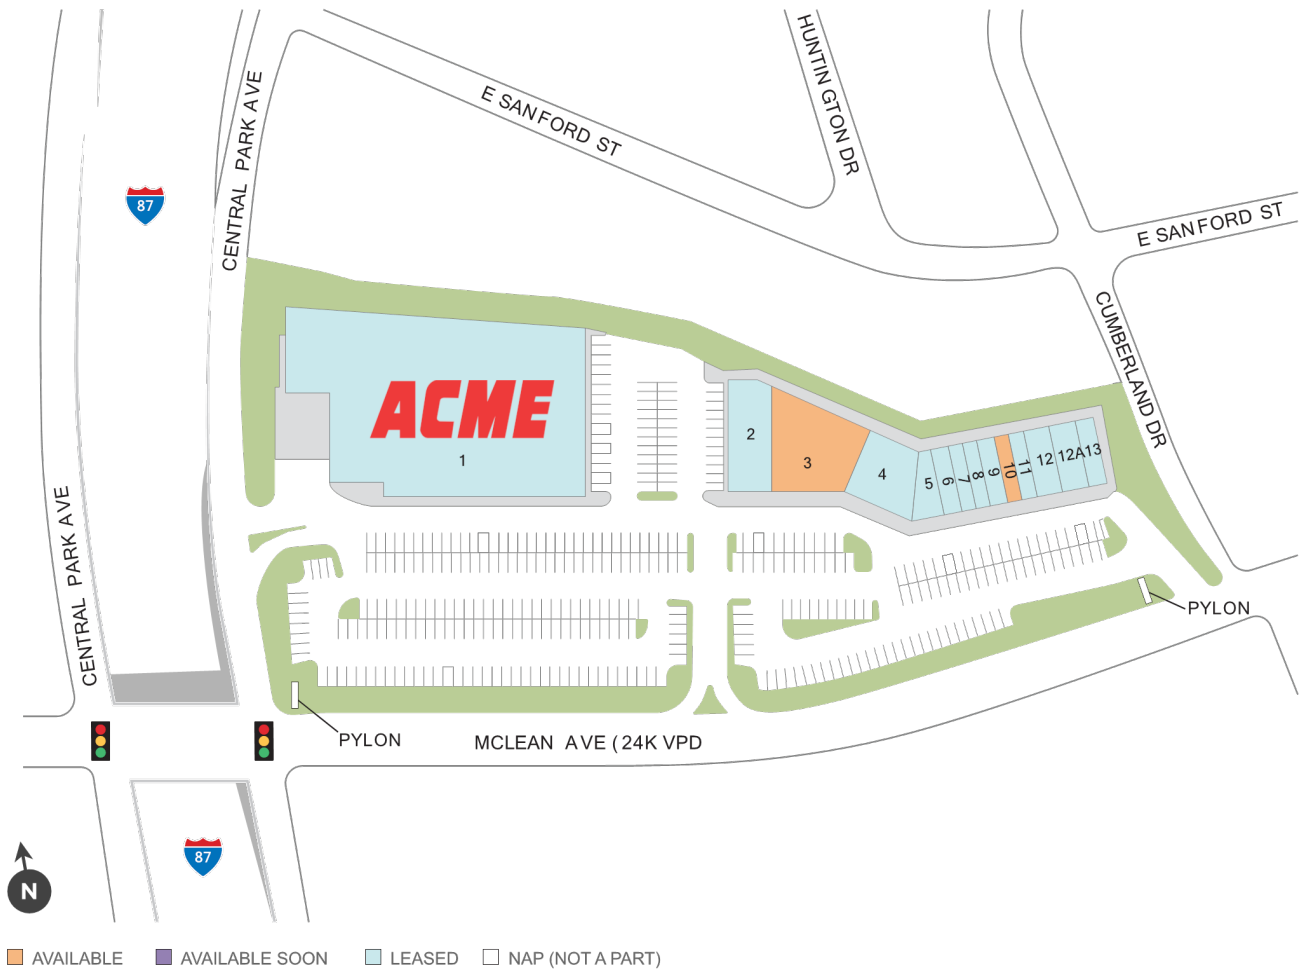 HUNTINGTON DR
E SANFORD ST
CENTRAL PARK AVE
87
E SANFORD ST
CUMBERLAND DR
ACME
1
2
3
4
5
6
7
8
9
10
11
12
12A
13
CENTRAL PARK AVE
PYLON
PYLON
MCLEAN AVE (24K VPD
87
N
AVAILABLE
AVAILABLE SOON
LEASED
NAP (NOT A PART)